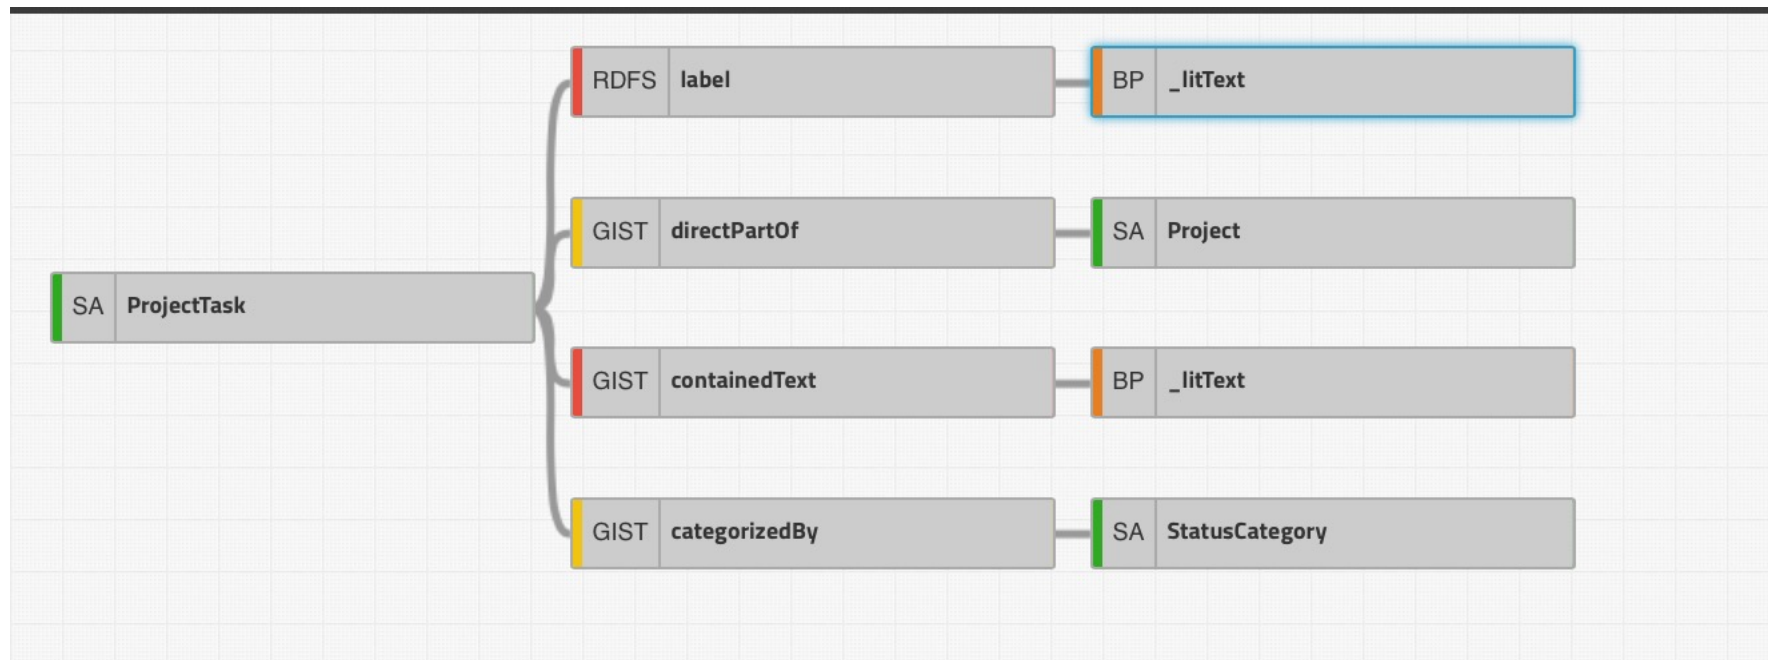 RDFS label
BP _litText
GIST directPartOf
SA Project
SA ProjectTask
GIST containedText
BP _litText
GIST categorizedBy
SA StatusCategory